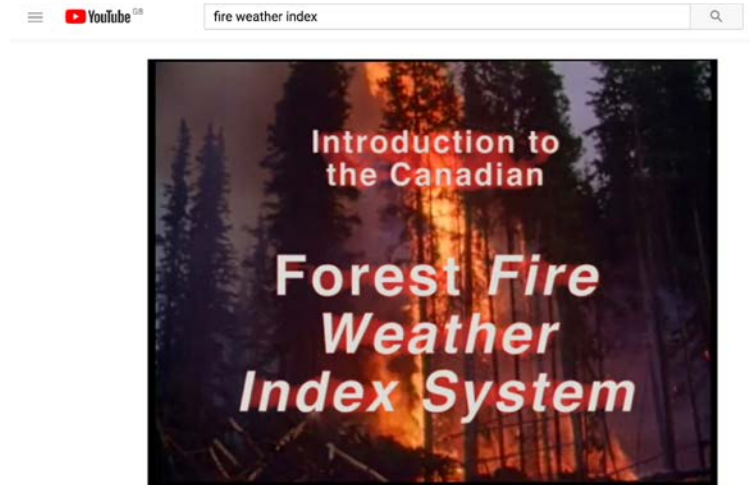 YouTube GB
fire weather index
Introduction to
the Canadian
Forest Fire
Weather
Index System